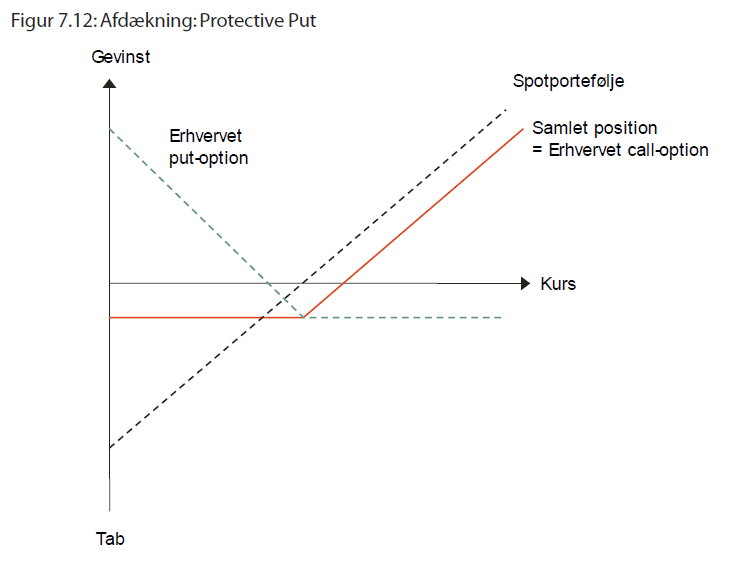 Figur 7.12: Afdækning: Protective Put
Gevinst
Spotportefølje
Erhvervet
put-option
Samlet position
= Erhvervet call-option
Kurs
Tab